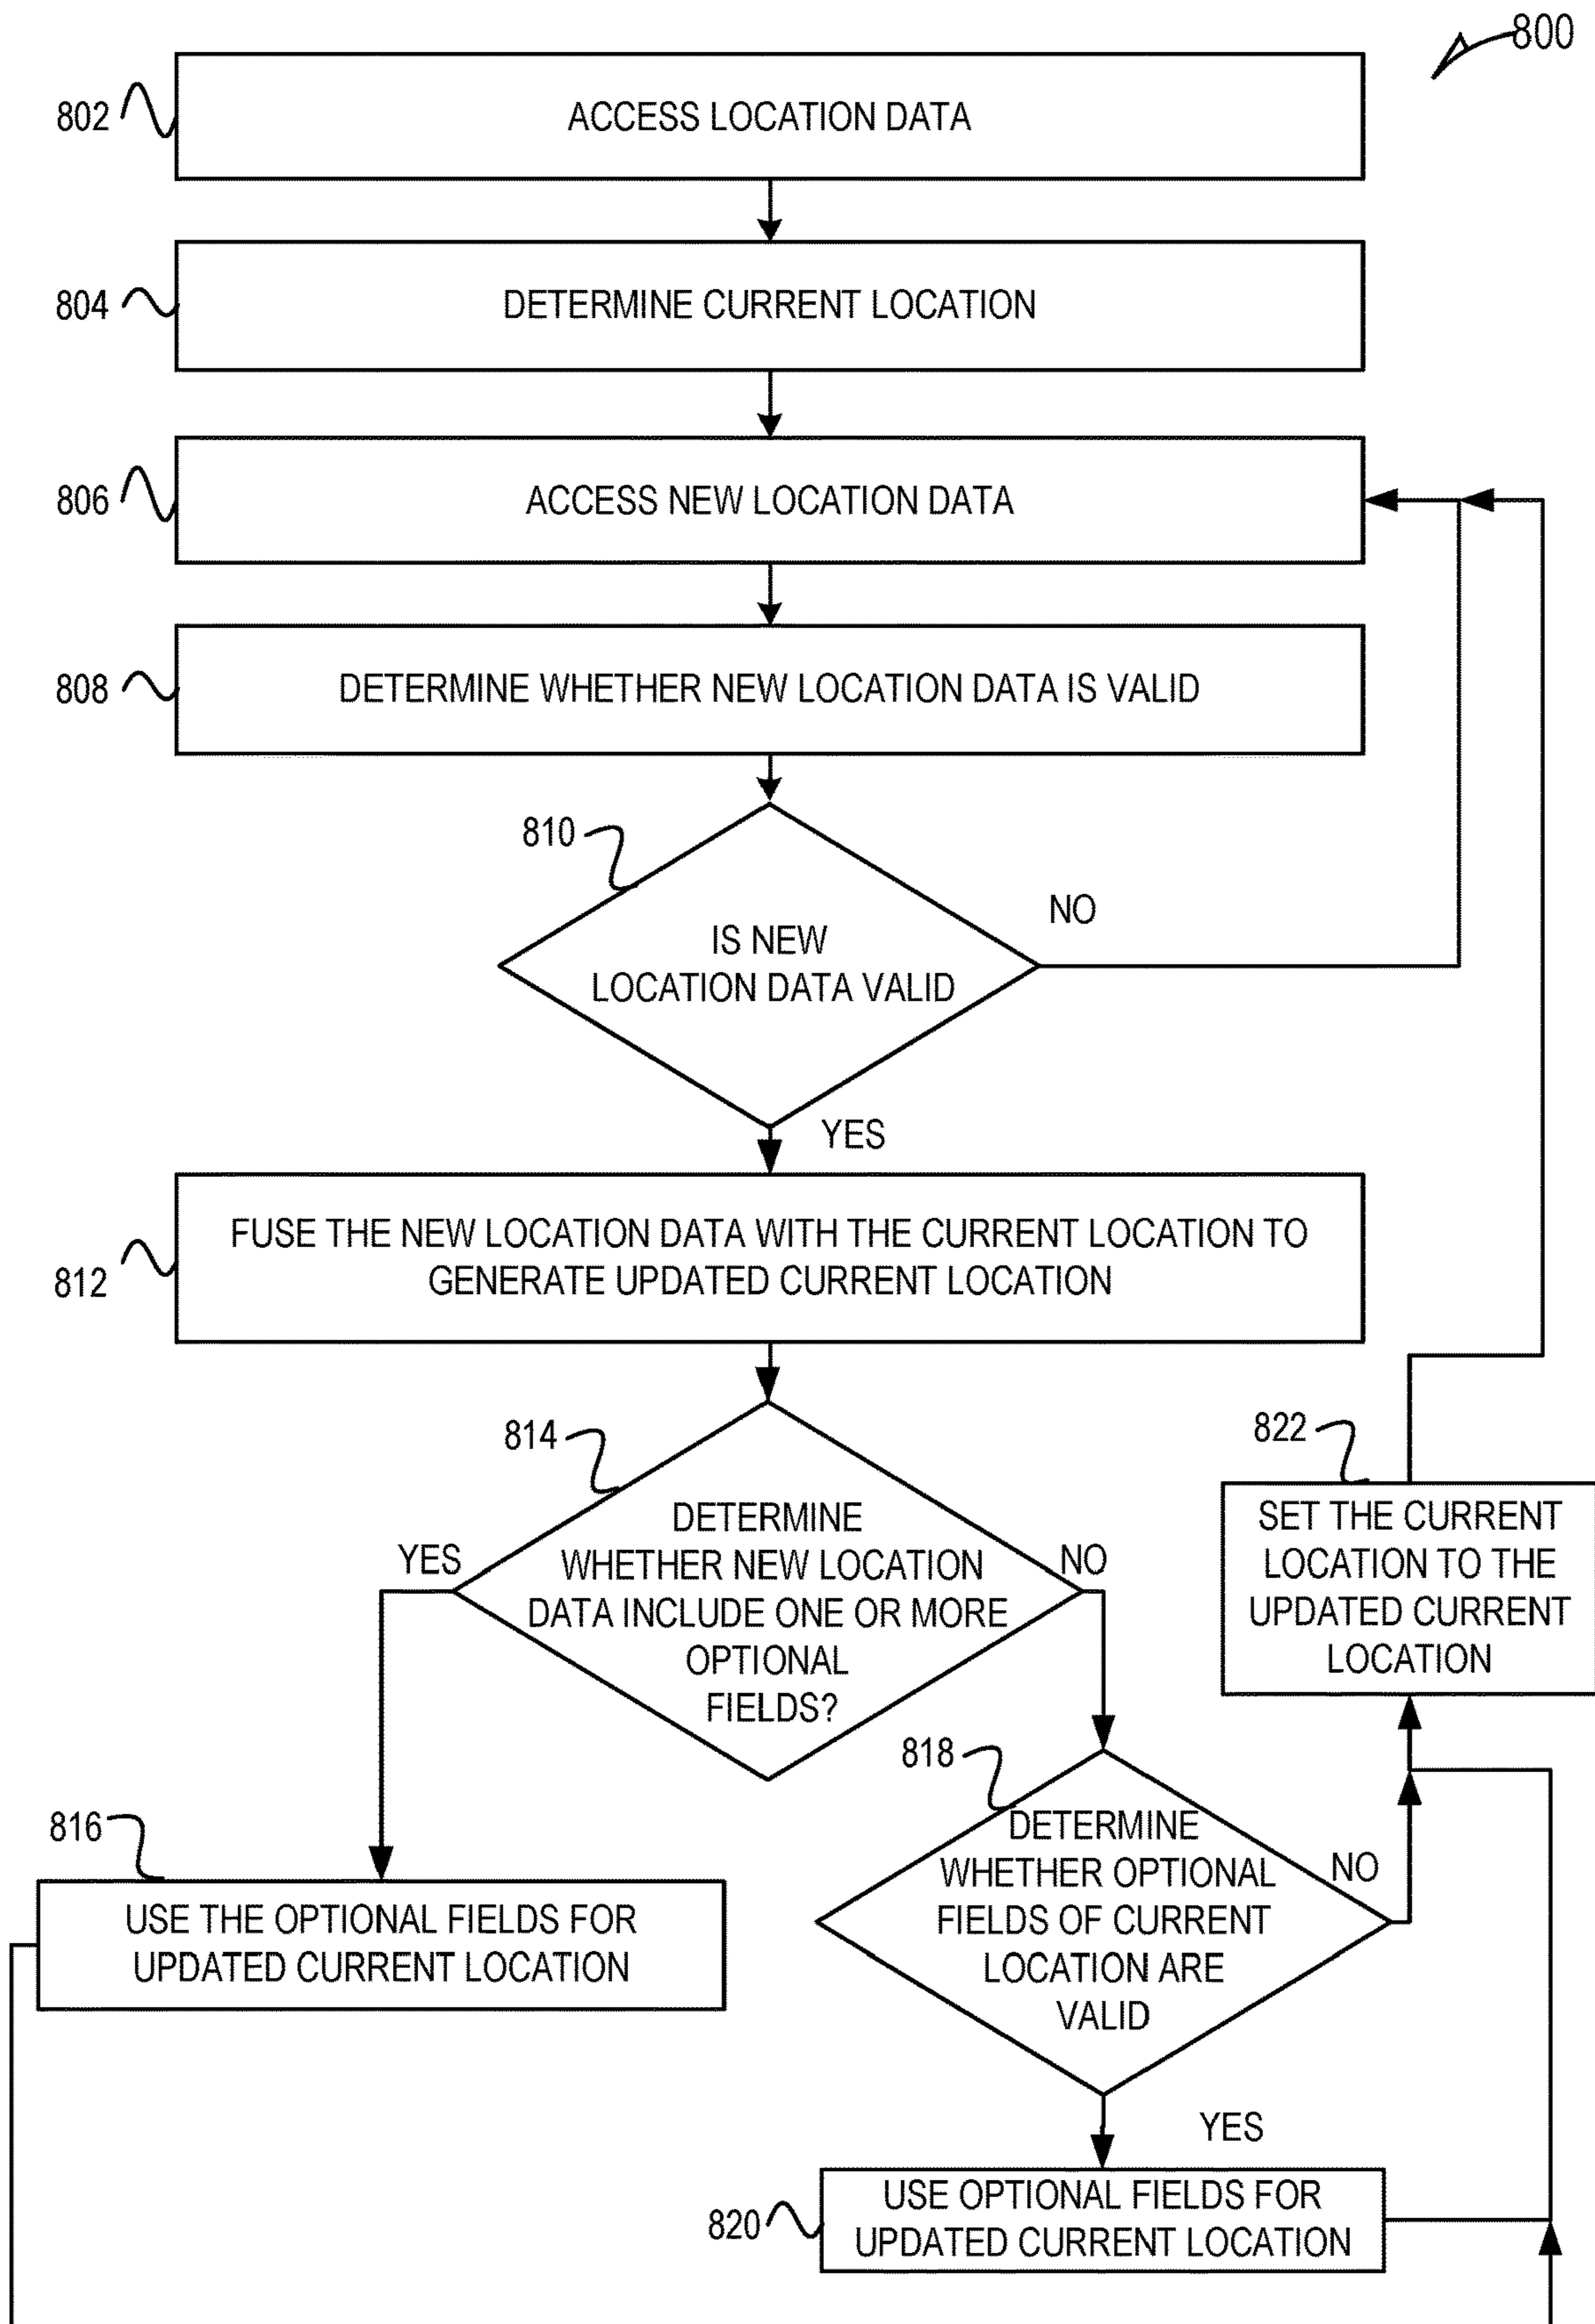 800
802
ACCESS LOCATION DATA
804
DETERMINE CURRENT LOCATION
806
ACCESS NEW LOCATION DATA
808
DETERMINE WHETHER NEW LOCATION DATA IS VALID
810
NO
IS NEW
LOCATION DATA VALID
YES
812
FUSE THE NEW LOCATION DATA WITH THE CURRENT LOCATION TO
GENERATE UPDATED CURRENT LOCATION
814
YES
NO
DETERMINE
WHETHER NEW LOCATION
DATA INCLUDE ONE OR MORE
OPTIONAL
FIELDS?
822
SET THE CURRENT
LOCATION TO THE
UPDATED CURRENT
LOCATION
816
USE THE OPTIONAL FIELDS FOR
UPDATED CURRENT LOCATION
818
DETERMINE
WHETHER OPTIONAL
FIELDS OF CURRENT
LOCATION ARE
VALID
NO
YES
820
USE OPTIONAL FIELDS FOR
UPDATED CURRENT LOCATION